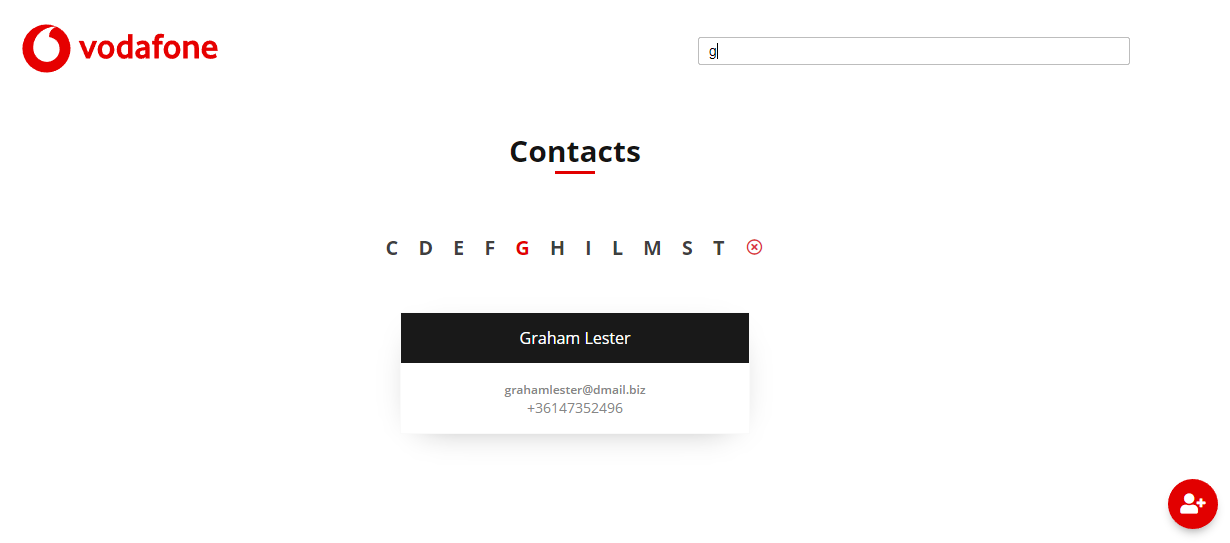 vodafone
g
Contacts
C D E F G H I L M S T
Graham Lester
grahamlester@dmail.biz
+36147352496